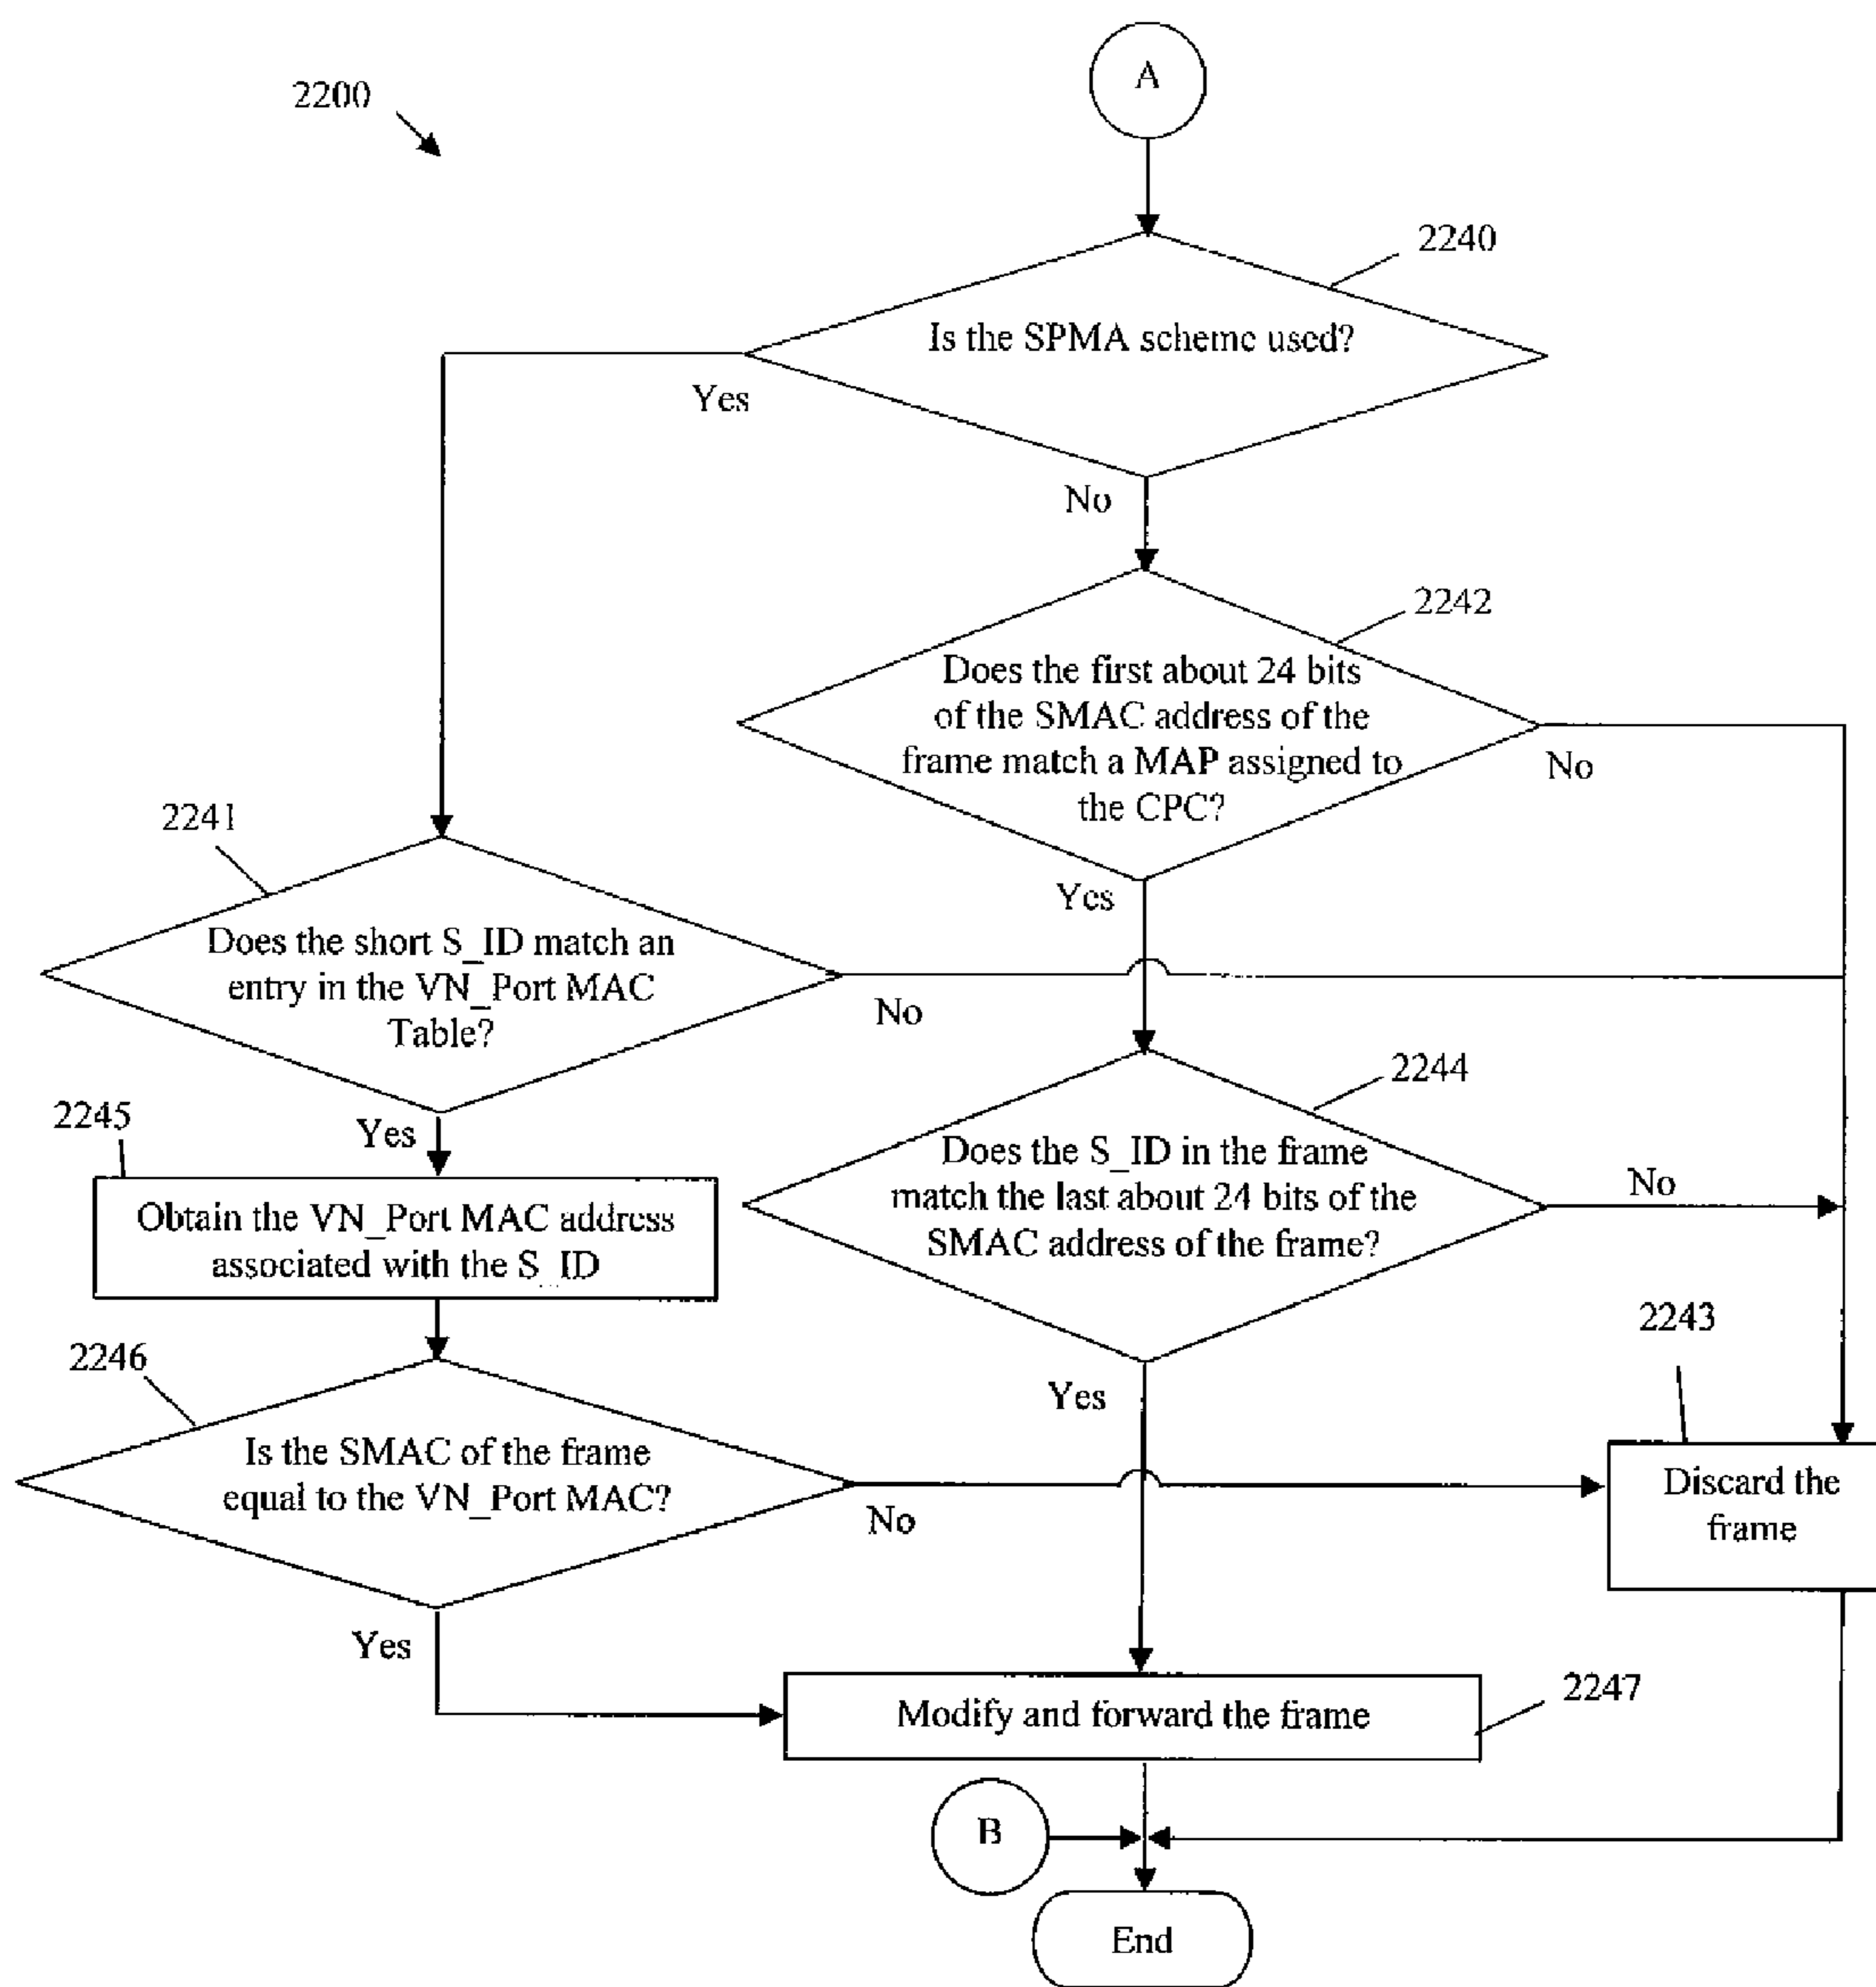 A
2200
2240
Is the SPMA scheme used?
Yes
No
2242
Does the first about 24 bits
of the SMAC address of the
frame match a MAP assigned to
the CPC?
No
2241
Yes
Does the short S_ID match an
entry in the VN_Port MAC
Table?
No
2244
2245
Yes
Does the S_ID in the frame
match the last about 24 bits of the
SMAC address of the frame?
No
Obtain the VN_Port MAC address
associated with the S_ID
2243
2246
Yes
Is the SMAC of the frame
equal to the VN_Port MAC?
No
Discard the
frame
Yes
2247
Modify and forward the frame
B
End